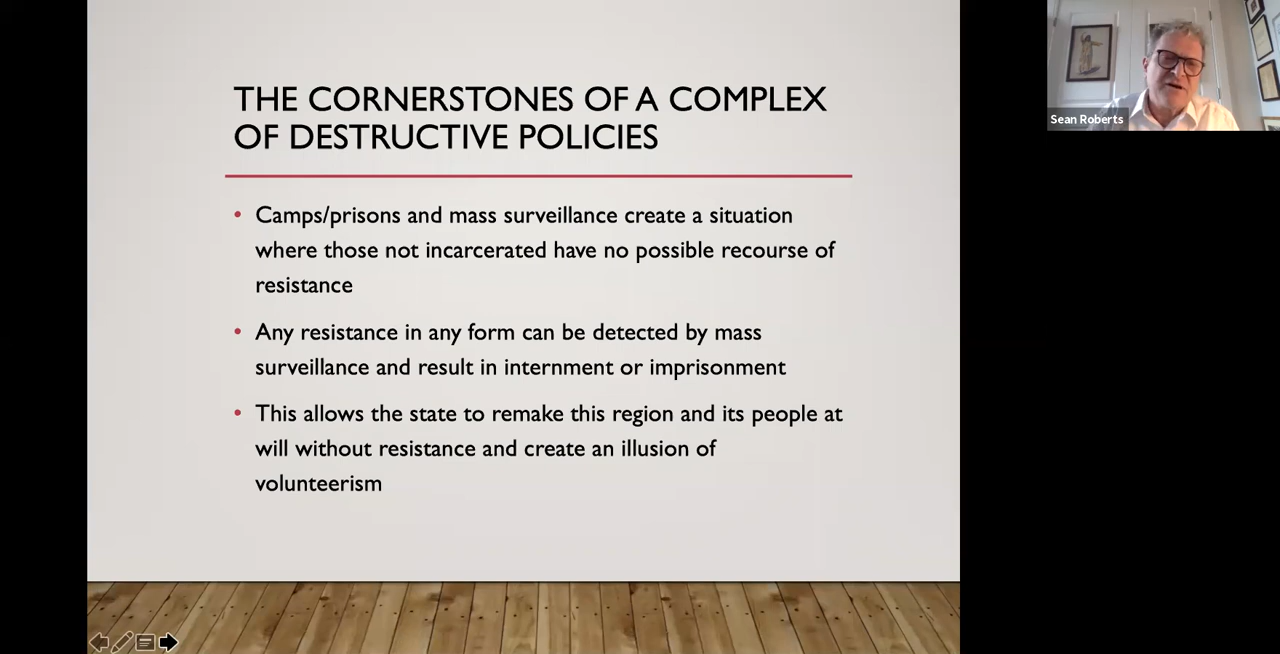 THE CORNERSTONES OF A COMPLEX
OF DESTRUCTIVE POLICIES
• Camps/prisons and mass surveillance create a situation
where those not incarcerated have no possible recourse of
resistance
• Any resistance in any form can be detected by mass
surveillance and result in internment or imprisonment
• This allows the state to remake this region and its people at
will without resistance and create an illusion of
volunteerism
Sean Roberts